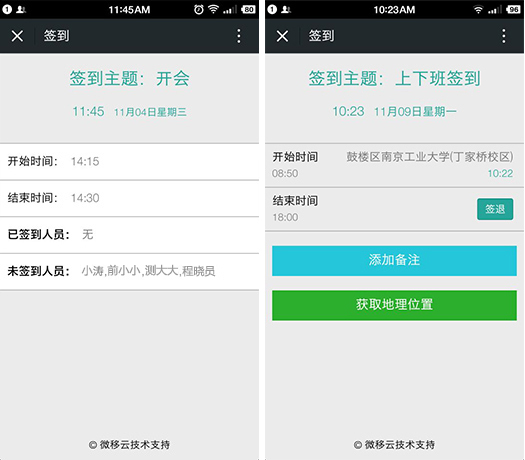 1 11:45AM 80
签到
签到主题：开会
11:45 11月04日星期三
开始时间： 14:15
结束时间： 14:30
已签到人员： 无
未签到人员： 小涛,前小小,测大大,程晓员
© 微移云技术支持
1 10:23AM 96
签到
签到主题：上下班签到
10:23 11月09日星期一
开始时间 鼓楼区南京工业大学(丁家桥校区)
08:50 10:22
结束时间
18:00 签退
添加备注
获取地理位置
© 微移云技术支持